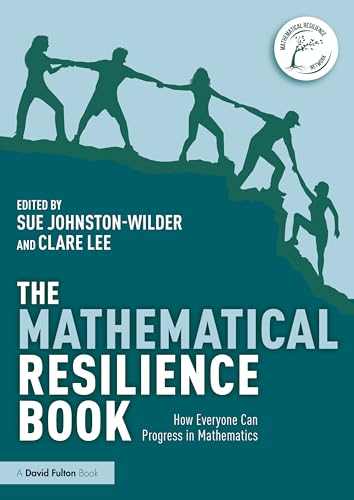 MATHEMATICAL RESILIENCE
NETWORK
EDITED BY
SUE JOHNSTON-WILDER
AND CLARE LEE
THE
MATHEMATICAL
RESILIENCE
BOOK
How Everyone Can
Progress in Mathematics
A David Fulton Book